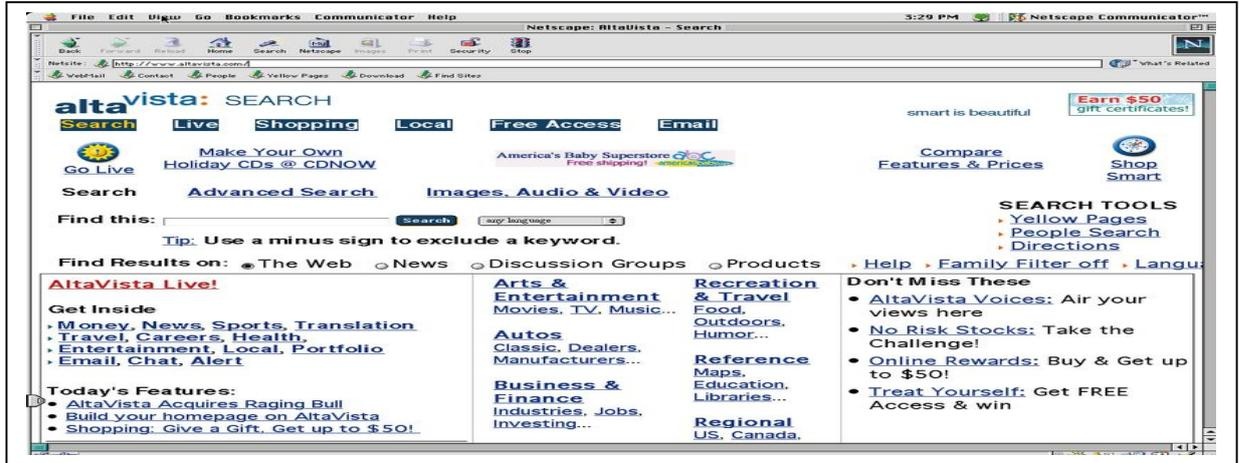 File Edit View Go Bookmarks Communicator Help 3:29 PM Netscape Communicator™
Netscape: AltaVista - Search
Back Forward Reload Home Search Netscape Images Print Security Stop N
Netsite: http://www.altavista.com/ What's Related
WebMail Contact People Yellow Pages Download Find Sites
altavista: SEARCH
smart is beautiful
Earn $50
gift certificates!
Search Live Shopping Local Free Access Email
Go Live
Make Your Own
Holiday CDs @ CDNOW
America's Baby Superstore
Free shipping!
Compare
Features & Prices
Shop
Smart
Search Advanced Search Images, Audio & Video
Find this: Search any language
Tip: Use a minus sign to exclude a keyword.
SEARCH TOOLS
Yellow Pages
People Search
Directions
Find Results on: The Web News Discussion Groups Products Help Family Filter off Langu
AltaVista Live!
Get Inside
Money, News, Sports, Translation
Travel, Careers, Health,
Entertainment, Local, Portfolio
Email, Chat, Alert
Today's Features:
AltaVista Acquires Raging Bull
Build your homepage on AltaVista
Shopping: Give a Gift, Get up to $50!
Arts &
Entertainment
Movies, TV, Music...
Autos
Classic, Dealers,
Manufacturers...
Business &
Finance
Industries, Jobs,
Investing...
Recreation
& Travel
Food,
Outdoors,
Humor...
Reference
Maps,
Education,
Libraries...
Regional
US, Canada,
Don't Miss These
AltaVista Voices: Air your
views here
No Risk Stocks: Take the
Challenge!
Online Rewards: Buy & Get up
to $50!
Treat Yourself: Get FREE
Access & win